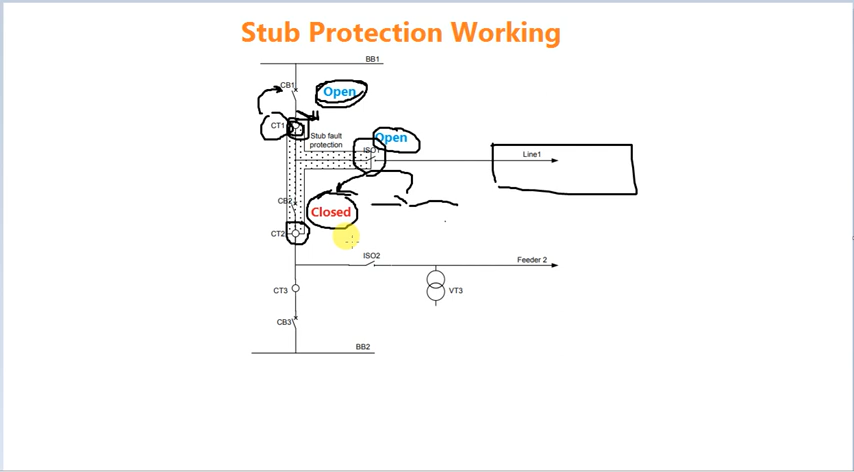 Stub Protection Working
BB1
CB1
Open
CT1
Stub fault
protection
Open
ISO1
Line1
CB2
Closed
CT2
ISO2
Feeder 2
CT3
VT3
CB3
BB2